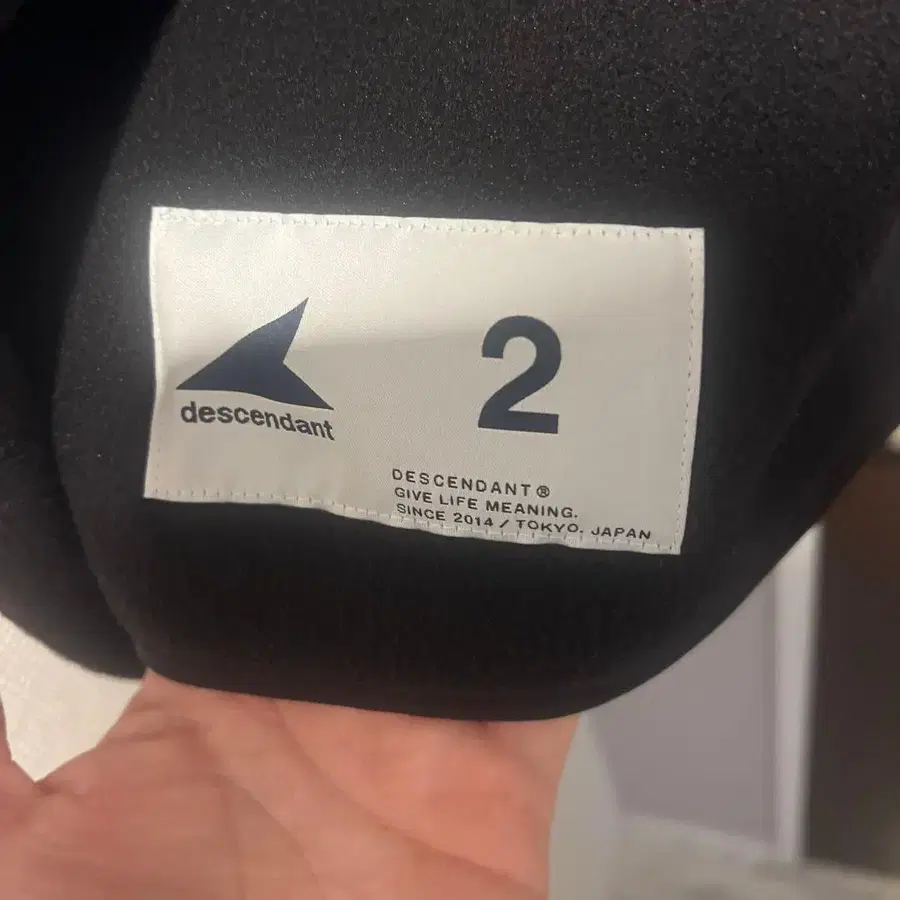 descendant
2
DESCENDANT®
GIVE LIFE MEANING.
SINCE 2014 / TOKYO. JAPAN